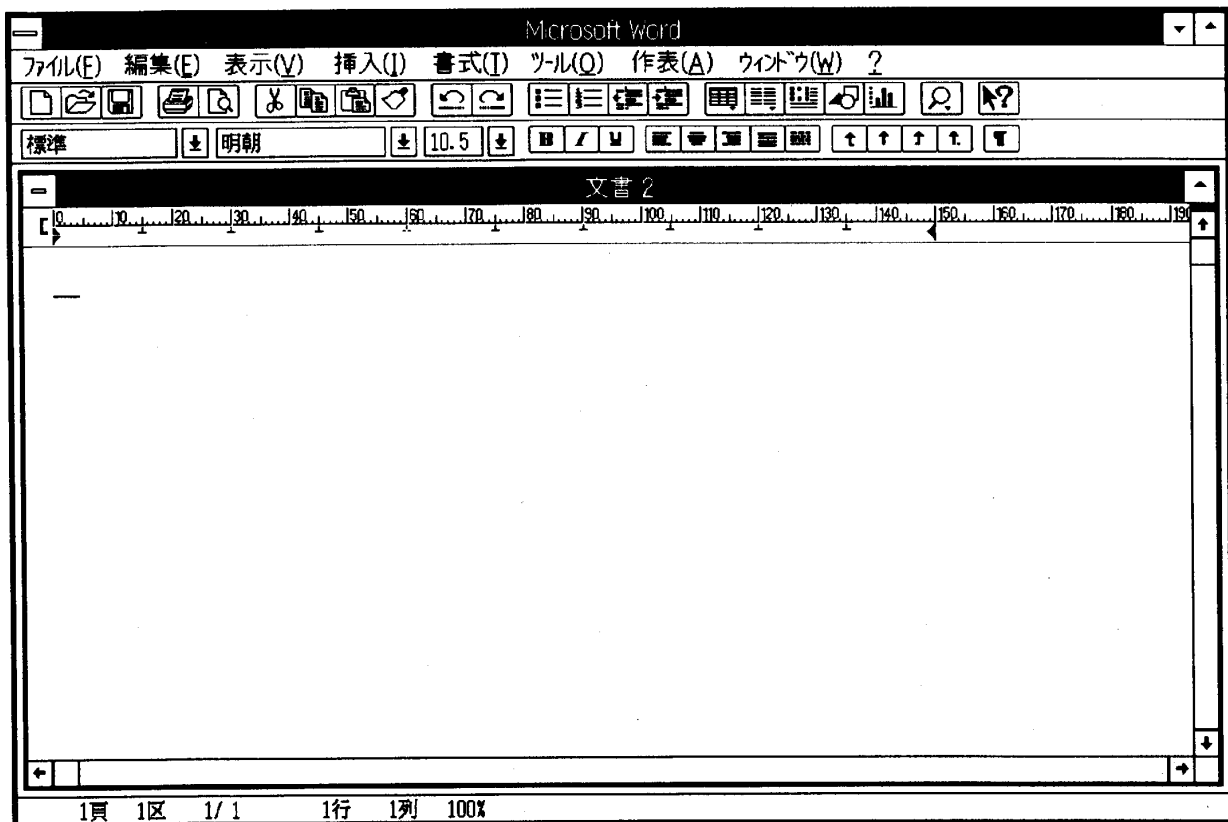 Microsoft Word
ﾌｧｲﾙ(F) 編集(E) 表示(V) 挿入(I) 書式(T) ﾂｰﾙ(O) 作表(A) ｳｨﾝﾄﾞｳ(W) ?
標準 明朝 10.5 B I U
文書 2
0 10 20 30 40 50 60 70 80 90 100 110 120 130 140 150 160 170 180 190
1頁 1区 1/ 1 1行 1列 100%